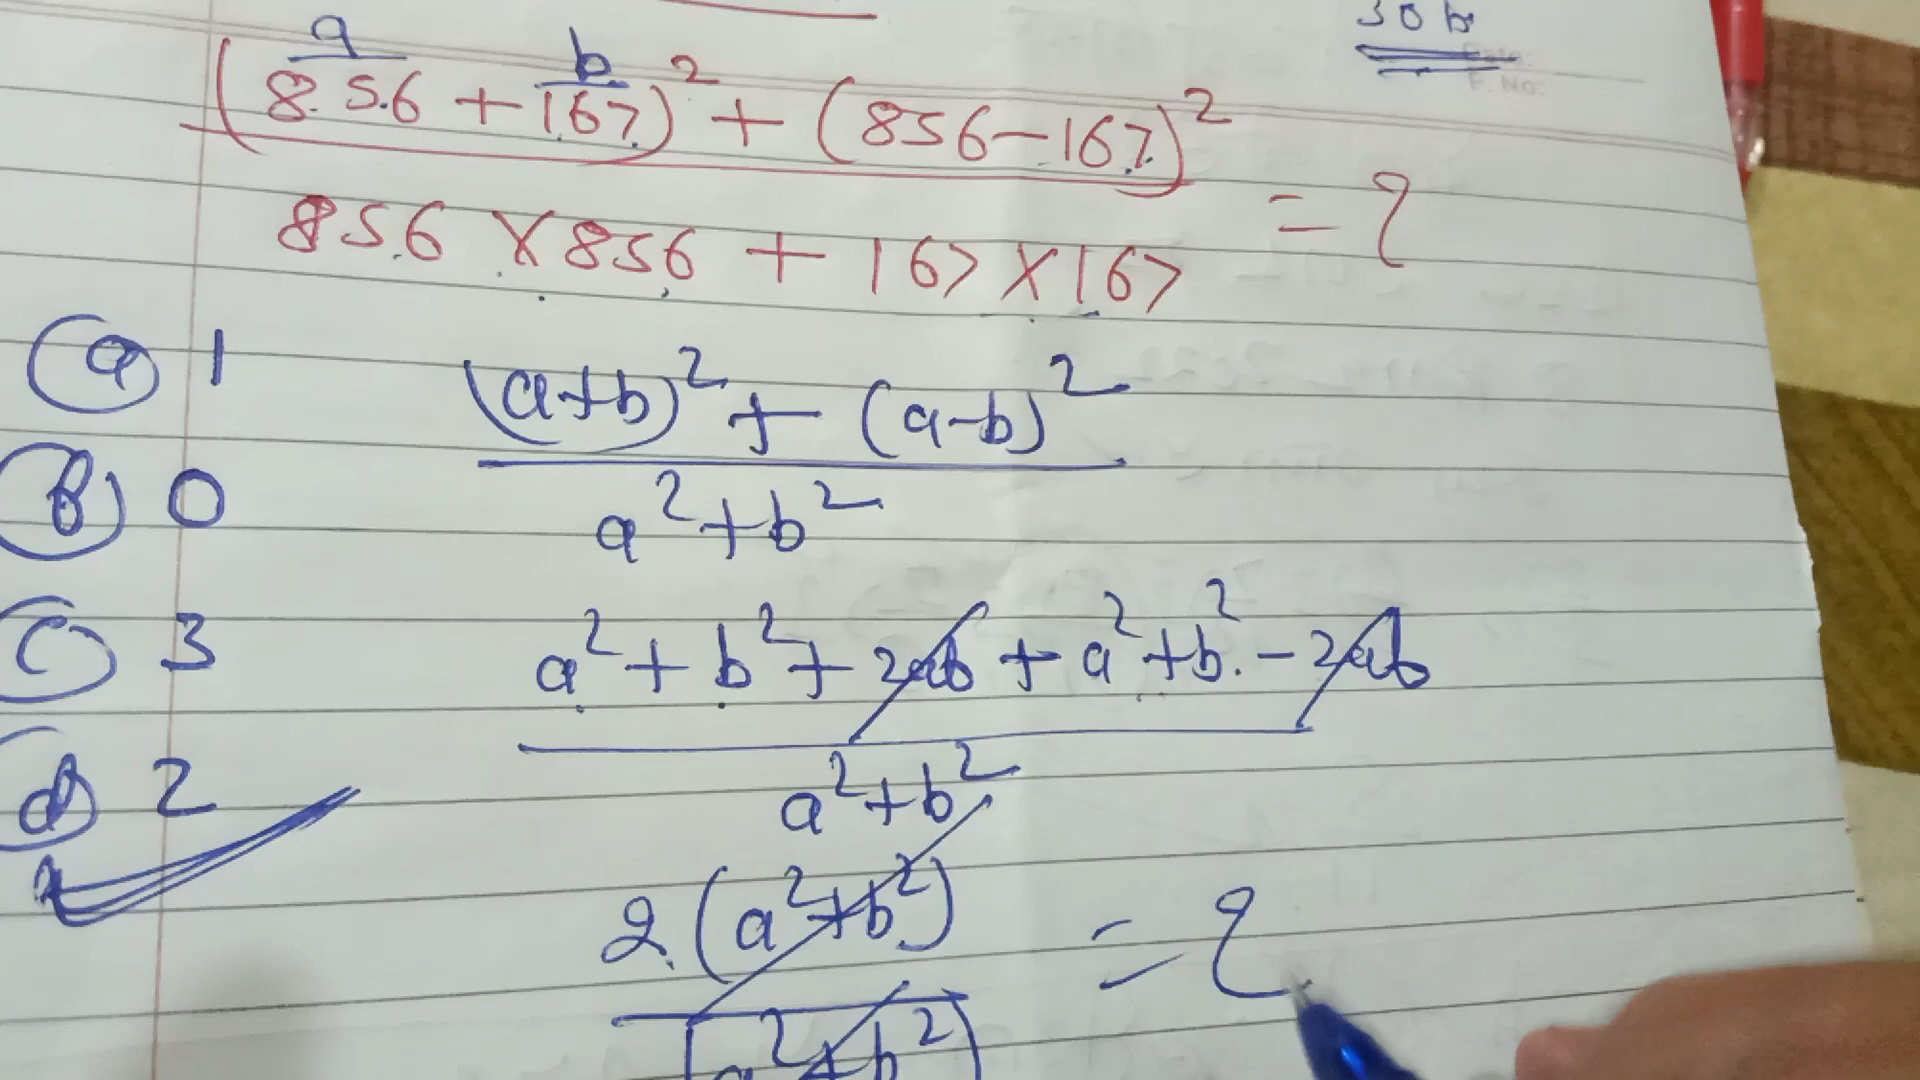 a b
(856 + 167)² + (856-167)²
856 × 856 + 167 × 167 = ?
(a) 1
(a+b)² + (a-b)²
(b) 0
a²+b²
(c) 3
a² + b² + 2ab + a² + b² - 2ab
(d) 2
a²+b²
2(a²+b²) = 2
(a²+b²)